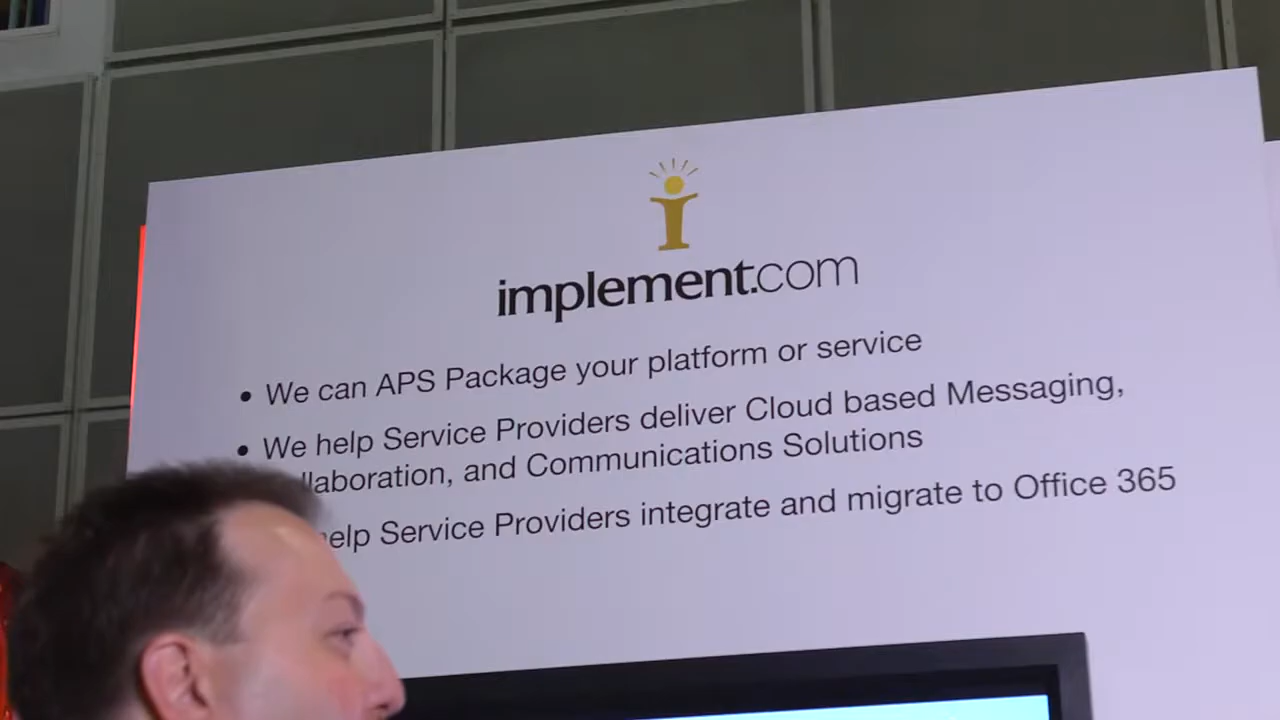 implement.com
• We can APS Package your platform or service
• We help Service Providers deliver Cloud based Messaging,
llaboration, and Communications Solutions
help Service Providers integrate and migrate to Office 365